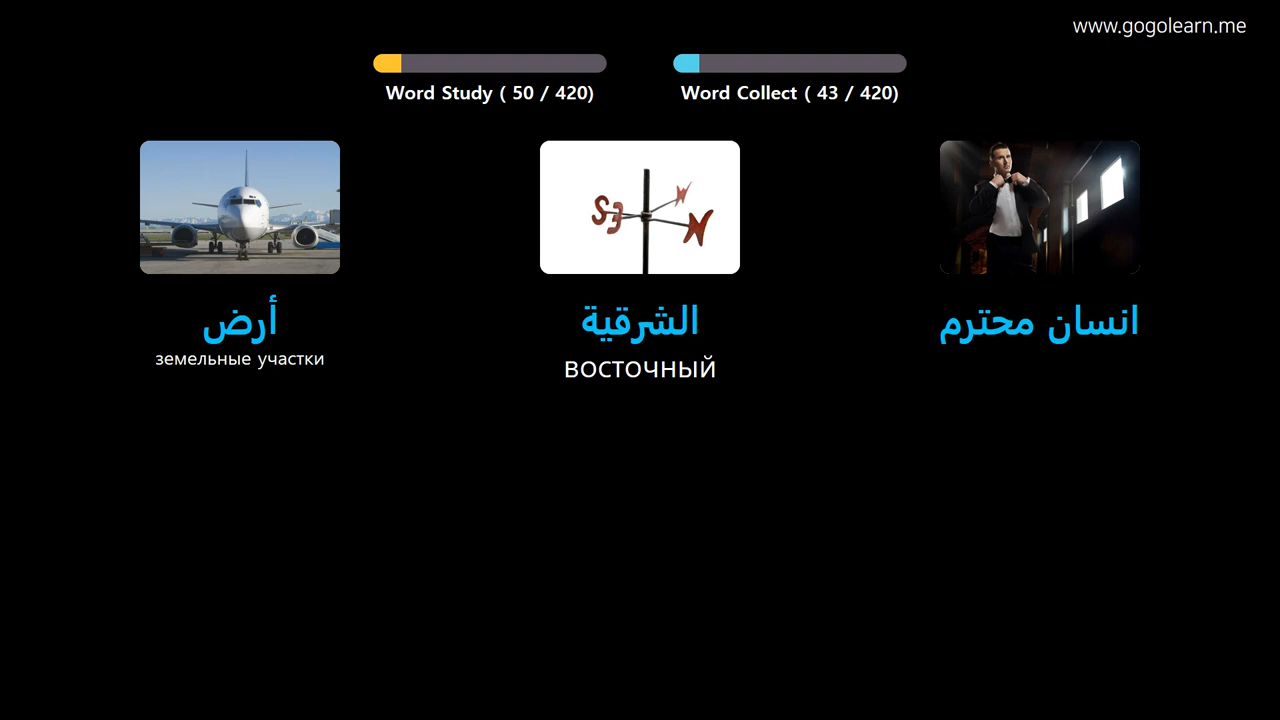 www.gogolearn.me
Word Study ( 50 / 420)
Word Collect ( 43 / 420)
أرض
земельные участки
الشرقية
восточный
انسان محترم